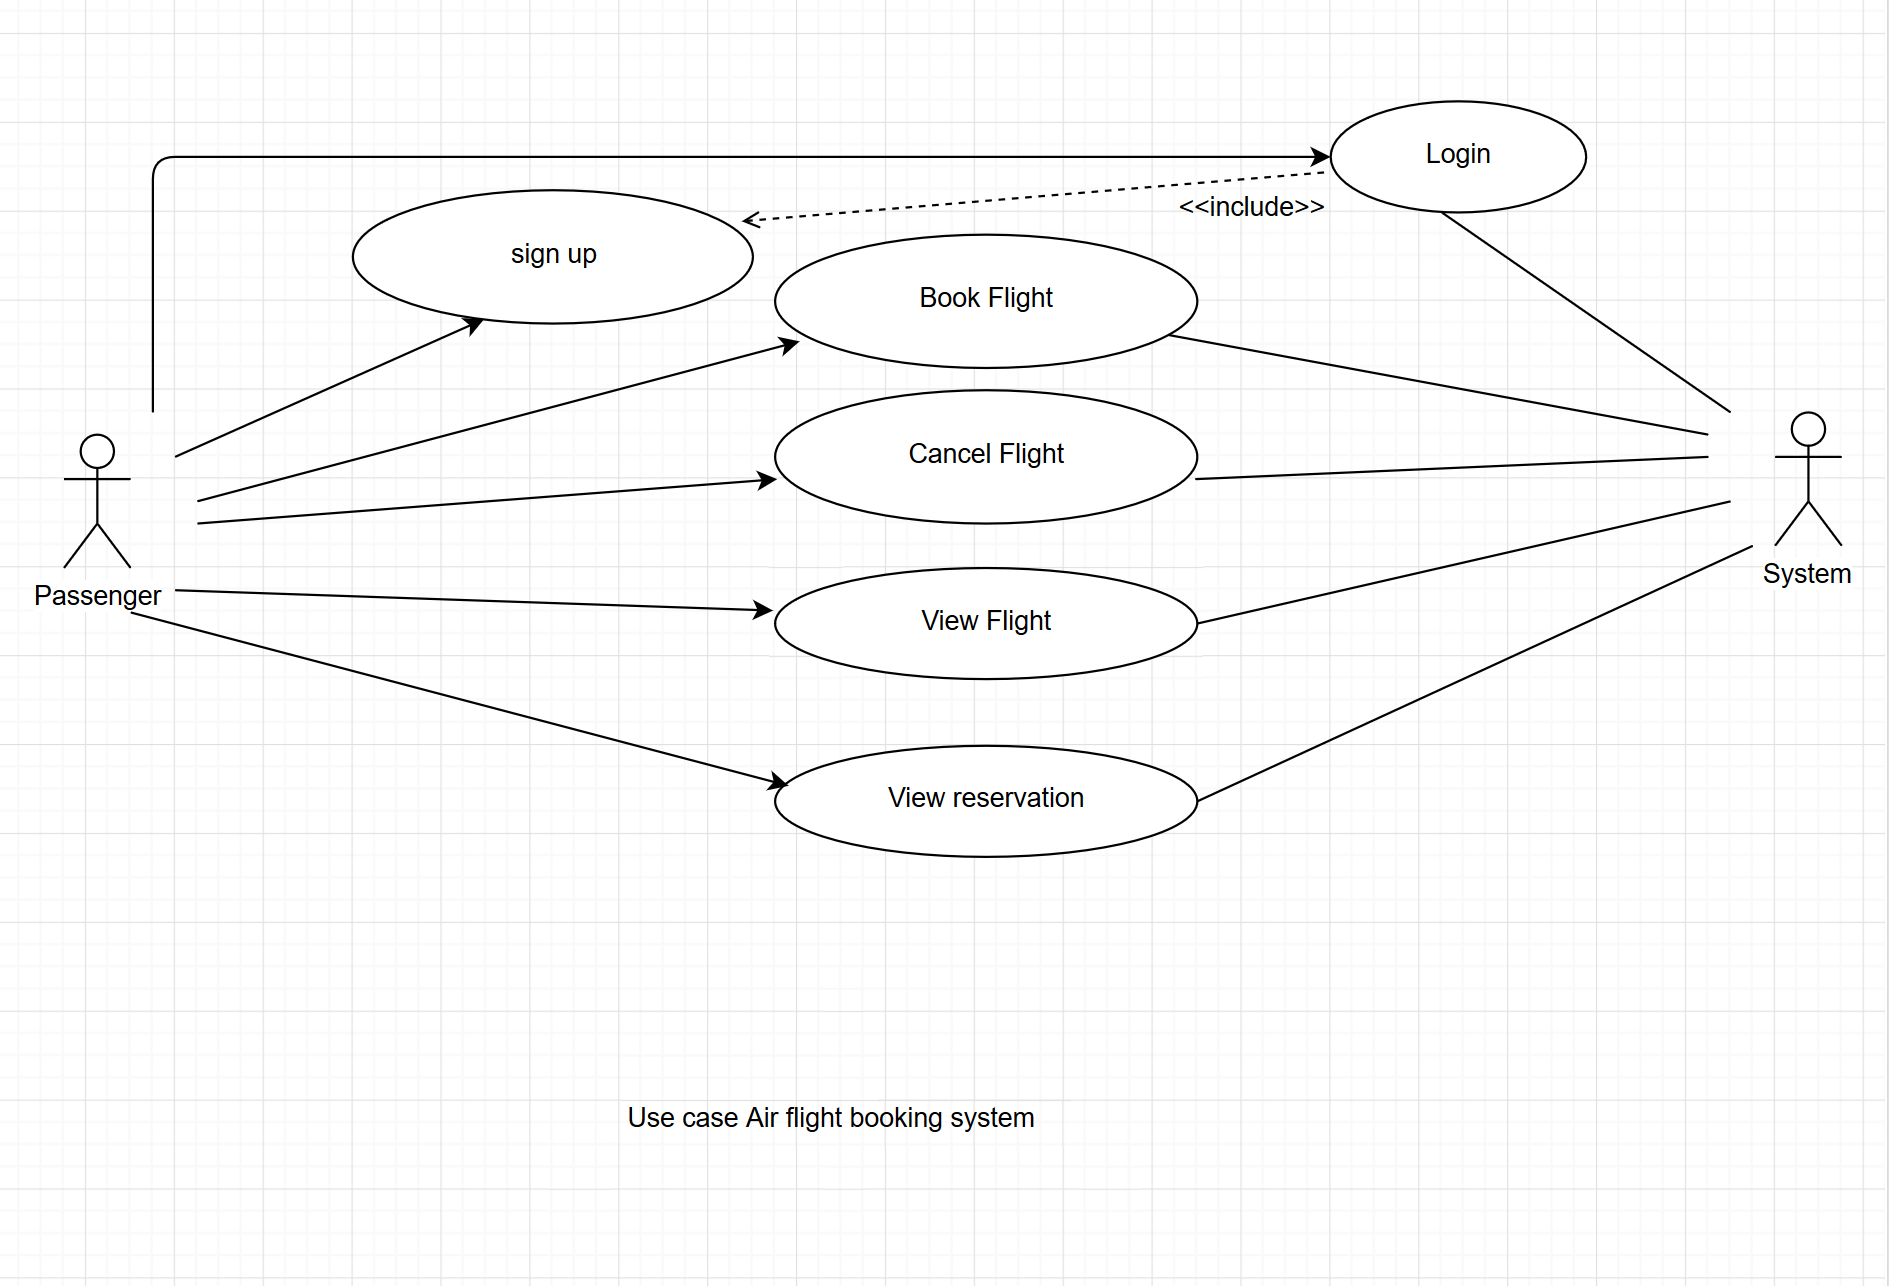 Login
<<include>>
sign up
Book Flight
Cancel Flight
System
Passenger
View Flight
View reservation
Use case Air flight booking system